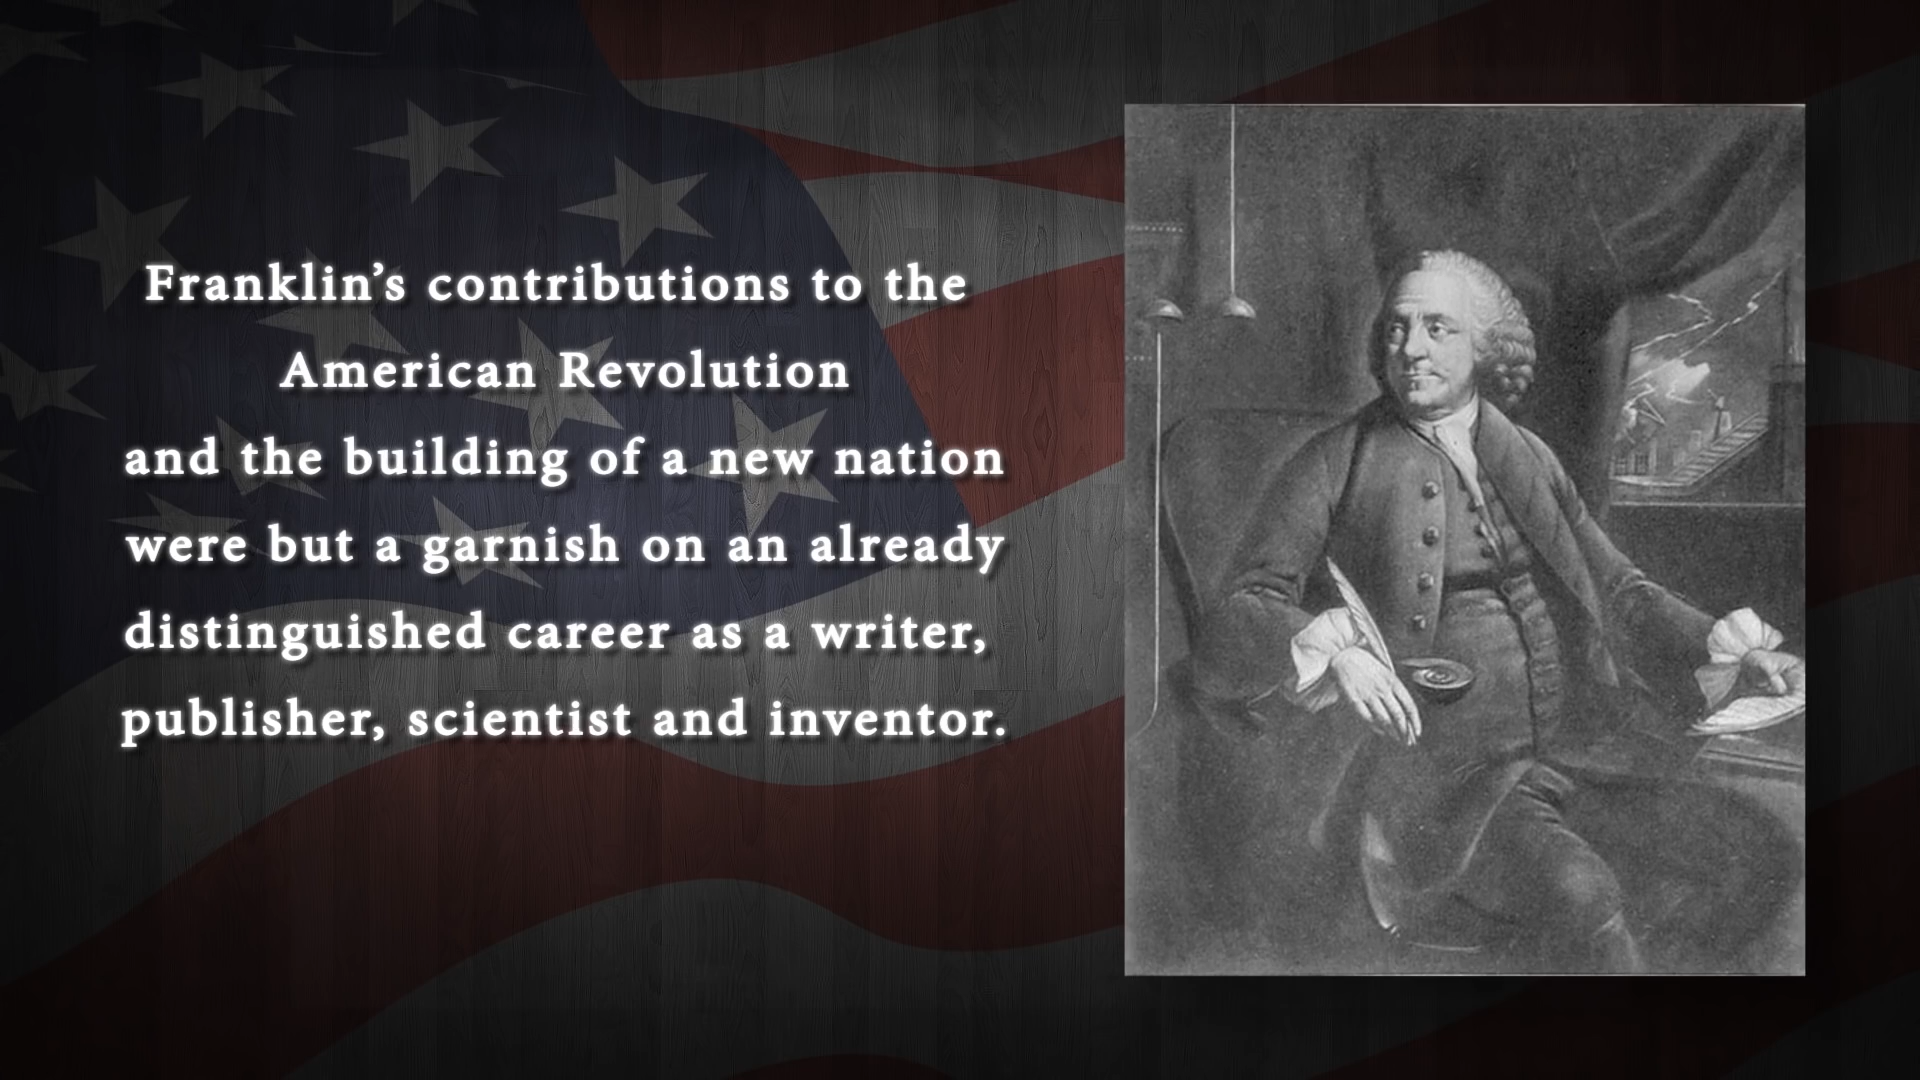 Franklin’s contributions to the
American Revolution
and the building of a new nation
were but a garnish on an already
distinguished career as a writer,
publisher, scientist and inventor.